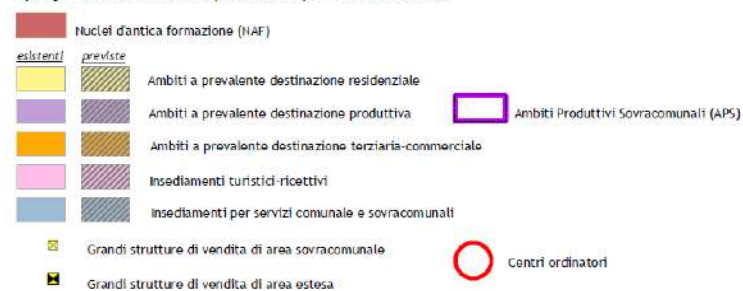 Nuclei d'antica formazione (NAF)
esistenti previste
Ambiti a prevalente destinazione residenziale
Ambiti a prevalente destinazione produttiva
Ambiti Produttivi Sovracomunali (APS)
Ambiti a prevalente destinazione terziaria-commerciale
Insediamenti turistici-ricettivi
Insediamenti per servizi comunale e sovracomunali
Grandi strutture di vendita di area sovracomunale
Centri ordinatori
Grandi strutture di vendita di area estesa